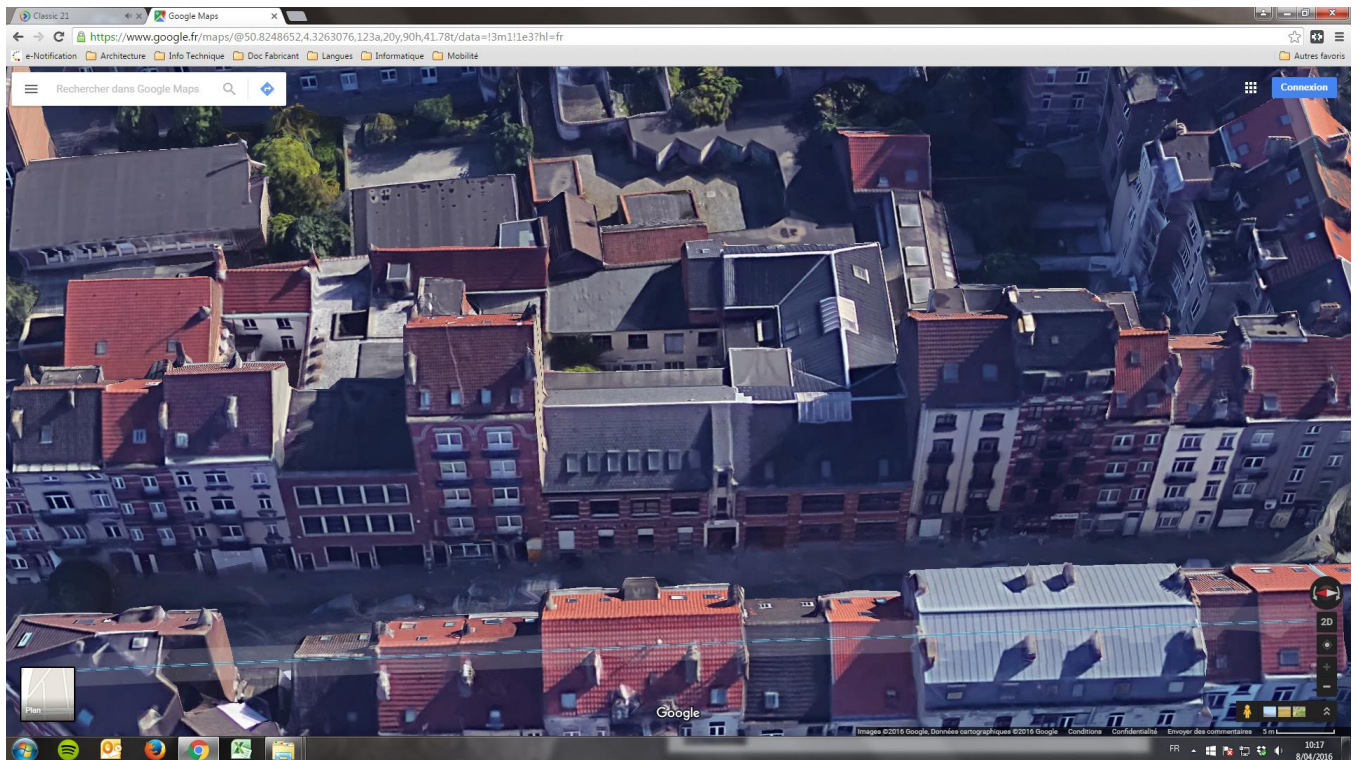 Classic 21
Google Maps
https://www.google.fr/maps/@50.8248652,4.3263076,123a,20y,90h,41.78t/data=!3m1!1e3?hl=fr
e-Notification Architecture Info Technique Doc Fabricant Langues Informatique Mobilité Autres favoris
Rechercher dans Google Maps
Connexion
2D
Plan
Google
Images ©2016 Google, Données cartographiques ©2016 Google Conditions Confidentialité Envoyer des commentaires 5 m
FR 10:17
8/04/2016